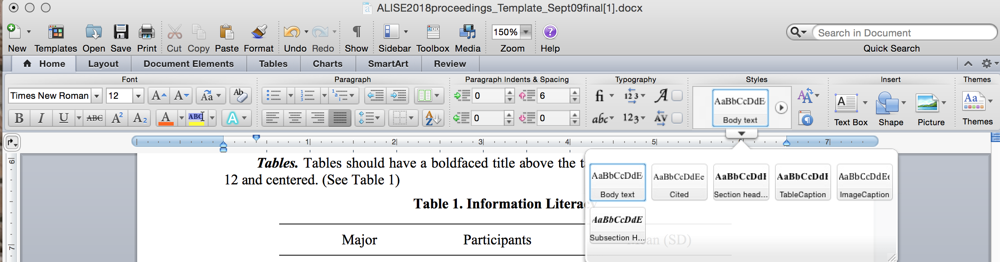 ALISE2018proceedings_Template_Sept09final[1].docx
New Templates Open Save Print Cut Copy Paste Format Undo Redo Show Sidebar Toolbox Media Zoom Help
150%
Search in Document
Quick Search
Home Layout Document Elements Tables Charts SmartArt Review
Font Paragraph Paragraph Indents & Spacing Typography Styles Insert Themes
Times New Roman 12
0 6
0 0
AaBbCcDdE
Body text
Text Box Shape Picture Themes
1 2 3 4 5 7
6
7
Tables. Tables should have a boldfaced title above the
12 and centered. (See Table 1)
Table 1. Information Literacy
Major Participants Mean (SD)
AaBbCcDdE AaBbCcDdEe AaBbCcDdE AaBbCcDdE AaBbCcDdEe
Body text Cited Section head... TableCaption ImageCaption
AaBbCcDdE
Subsection H...